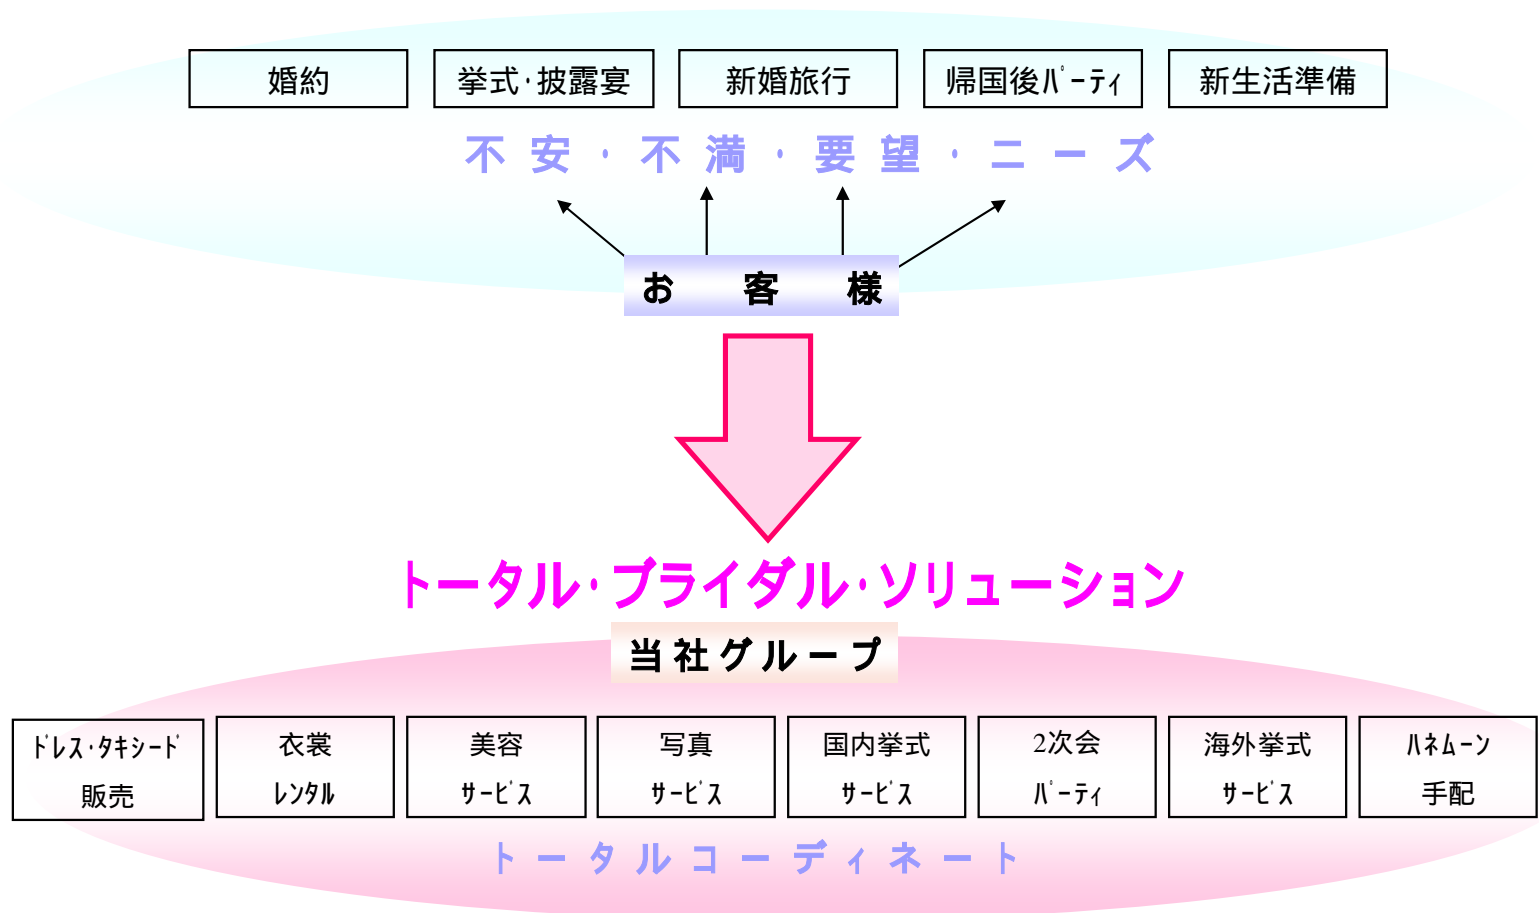 婚約
挙式･披露宴
新婚旅行
帰国後ﾊﾟｰﾃｨ
新生活準備
不安・不満・要望・ニーズ
お客様
トータル・ブライダル・ソリューション
当社グループ
ﾄﾞﾚｽ･ﾀｷｼｰﾄﾞ
販売
衣裳
ﾚﾝﾀﾙ
美容
ｻｰﾋﾞｽ
写真
ｻｰﾋﾞｽ
国内挙式
ｻｰﾋﾞｽ
2次会
ﾊﾟｰﾃｨ
海外挙式
ｻｰﾋﾞｽ
ﾊﾈﾑｰﾝ
手配
トータルコーディネート